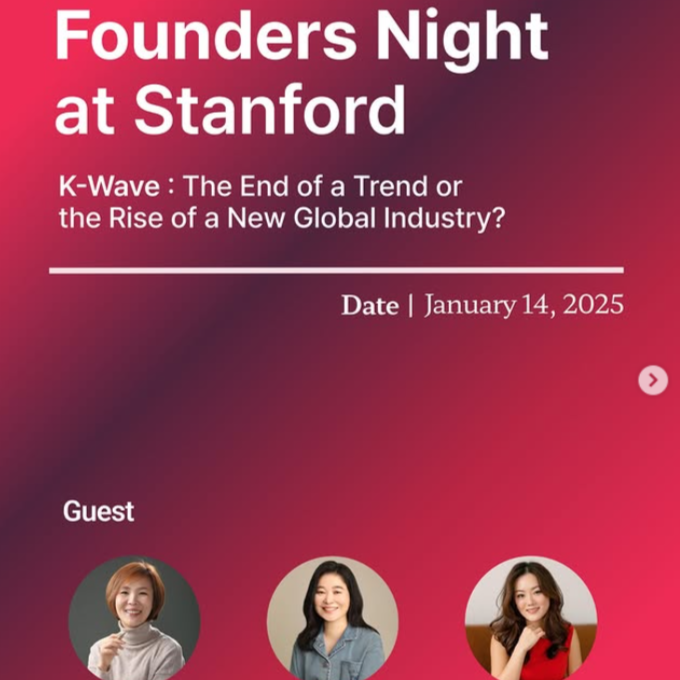 Founders Night
at Stanford
K-Wave : The End of a Trend or
the Rise of a New Global Industry?
Date | January 14, 2025
Guest